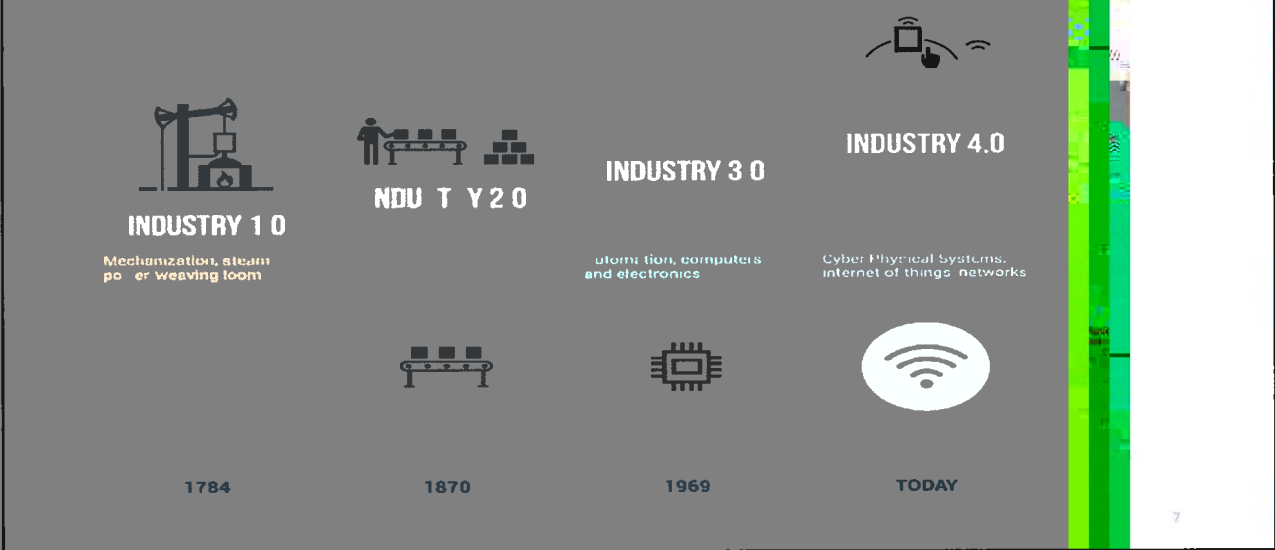 INDUSTRY 4.0
INDUSTRY 3 0
NDU T Y 2 0
INDUSTRY 1 0
Mechanization, steam
po er weaving loom
utom tion, computers
and electronics
Cyber Physical Systems,
internet of things networks
1784
1870
1969
TODAY
7